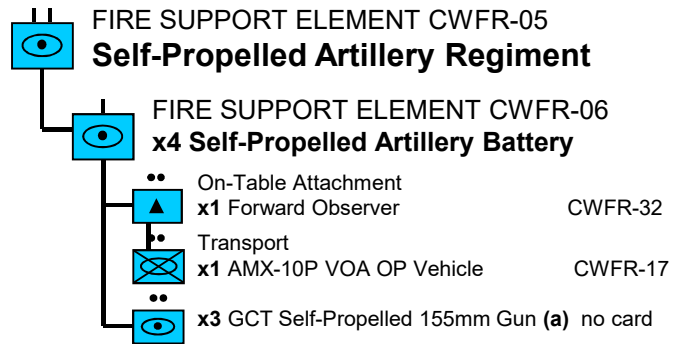 FIRE SUPPORT ELEMENT CWFR-05
Self-Propelled Artillery Regiment
FIRE SUPPORT ELEMENT CWFR-06
x4 Self-Propelled Artillery Battery
On-Table Attachment
x1 Forward Observer CWFR-32
Transport
x1 AMX-10P VOA OP Vehicle CWFR-17
x3 GCT Self-Propelled 155mm Gun (a) no card